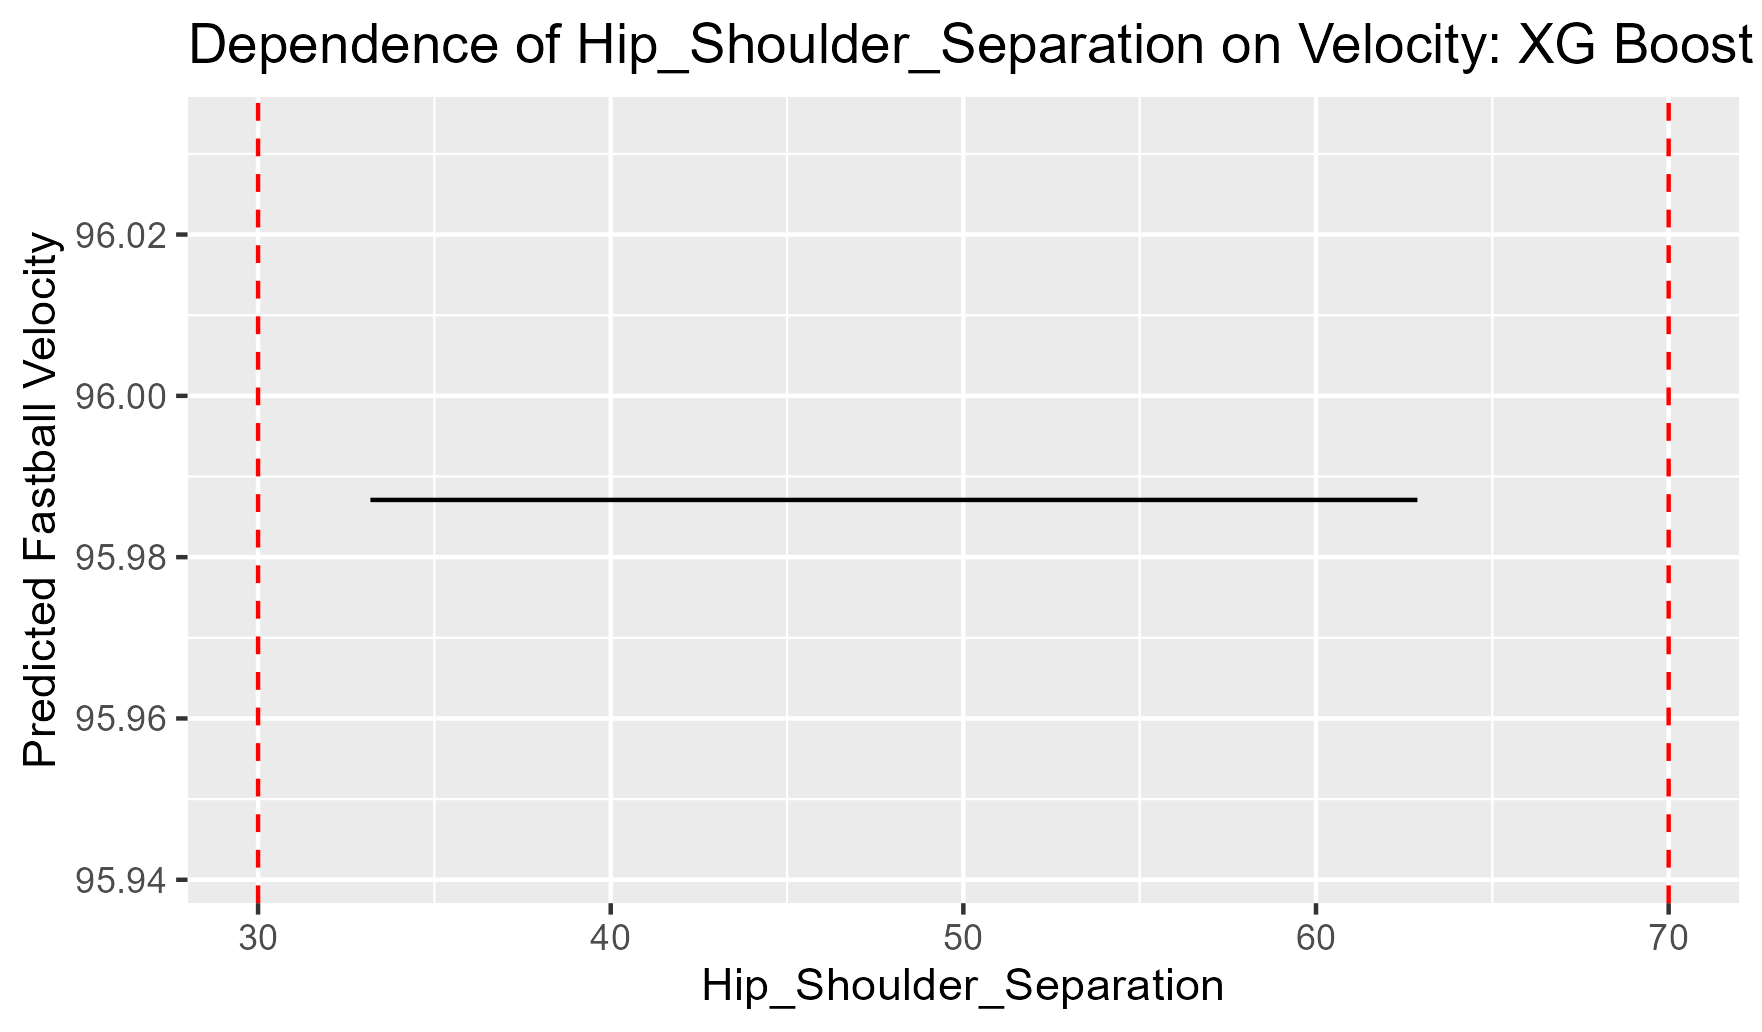 Dependence of Hip_Shoulder_Separation on Velocity: XG Boost
Predicted Fastball Velocity
96.02
96.00
95.98
95.96
95.94
30 40 50 60 70
Hip_Shoulder_Separation